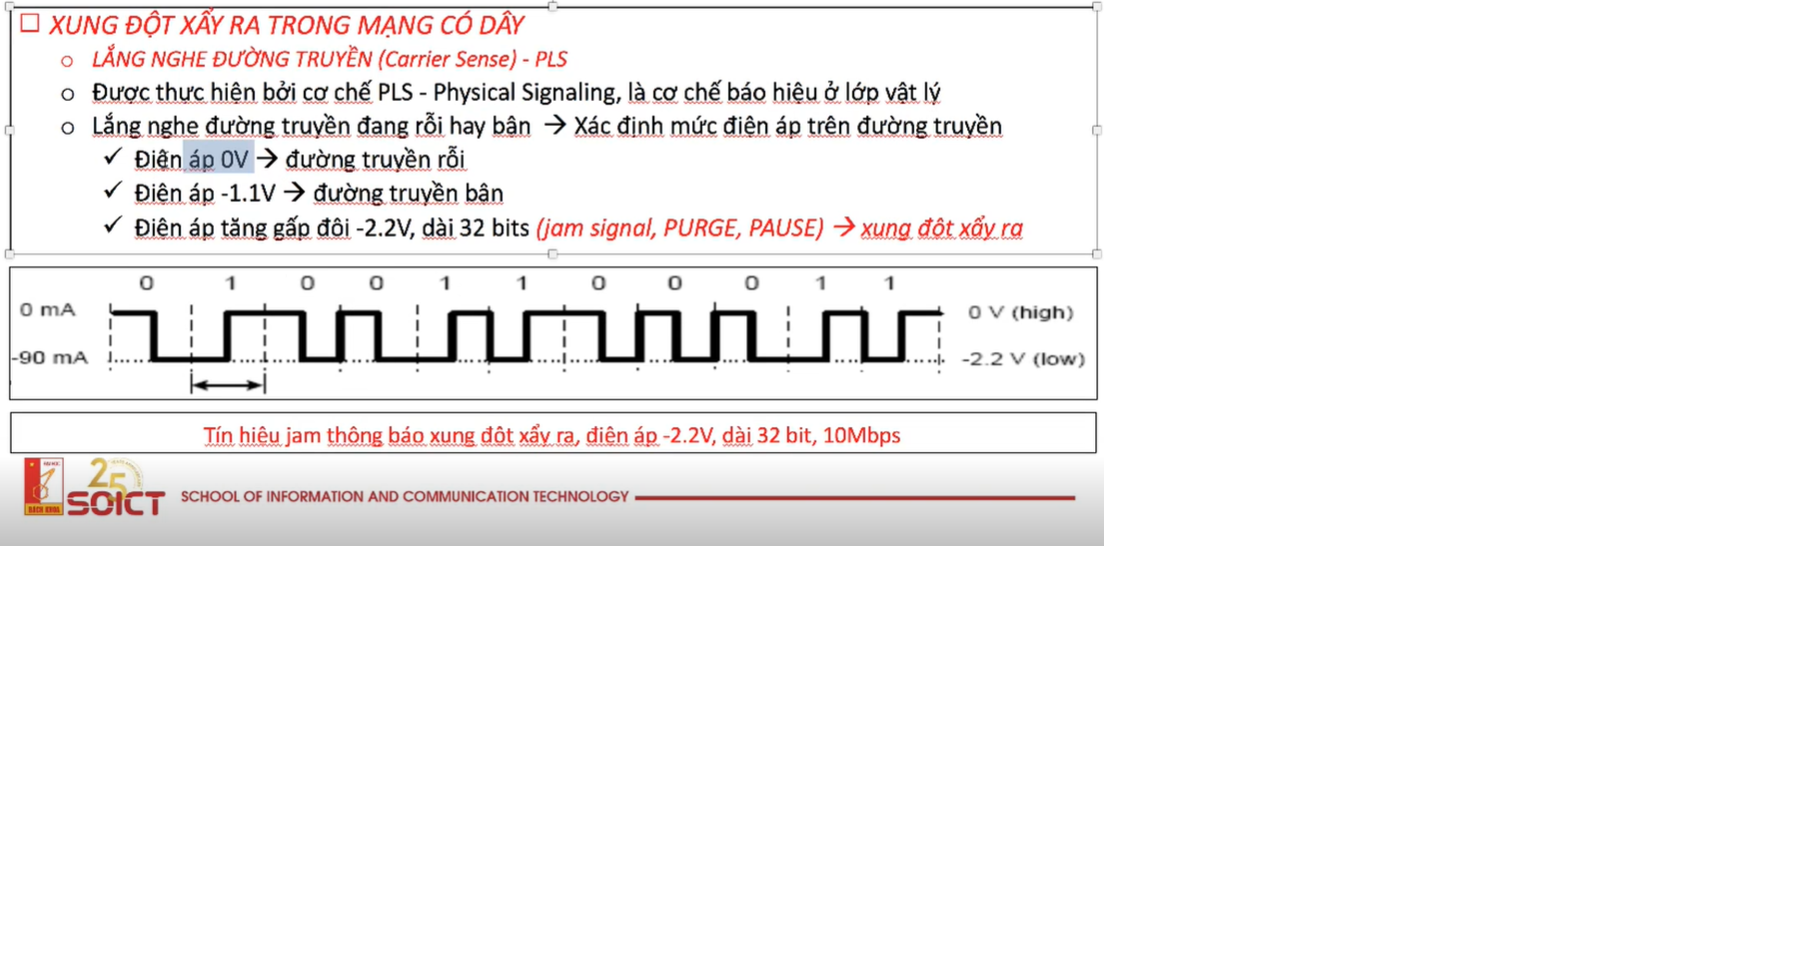 XUNG ĐỘT XẨY RA TRONG MẠNG CÓ DÂY
LẮNG NGHE ĐƯỜNG TRUYỀN (Carrier Sense) - PLS
Được thực hiện bởi cơ chế PLS - Physical Signaling, là cơ chế báo hiệu ở lớp vật lý
Lắng nghe đường truyền đang rỗi hay bận → Xác định mức điện áp trên đường truyền
✓ Điện áp 0V → đường truyền rỗi
✓ Điện áp -1.1V → đường truyền bận
✓ Điện áp tăng gấp đôi -2.2V, dài 32 bits (jam signal, PURGE, PAUSE) → xung đột xẩy ra
0 1 0 0 1 1 0 0 0 1 1
0 mA 0 V (high)
-90 mA -2.2 V (low)
Tín hiệu jam thông báo xung đột xẩy ra, điện áp -2.2V, dài 32 bit, 10Mbps
25
BÁCH KHOA
SOICT SCHOOL OF INFORMATION AND COMMUNICATION TECHNOLOGY